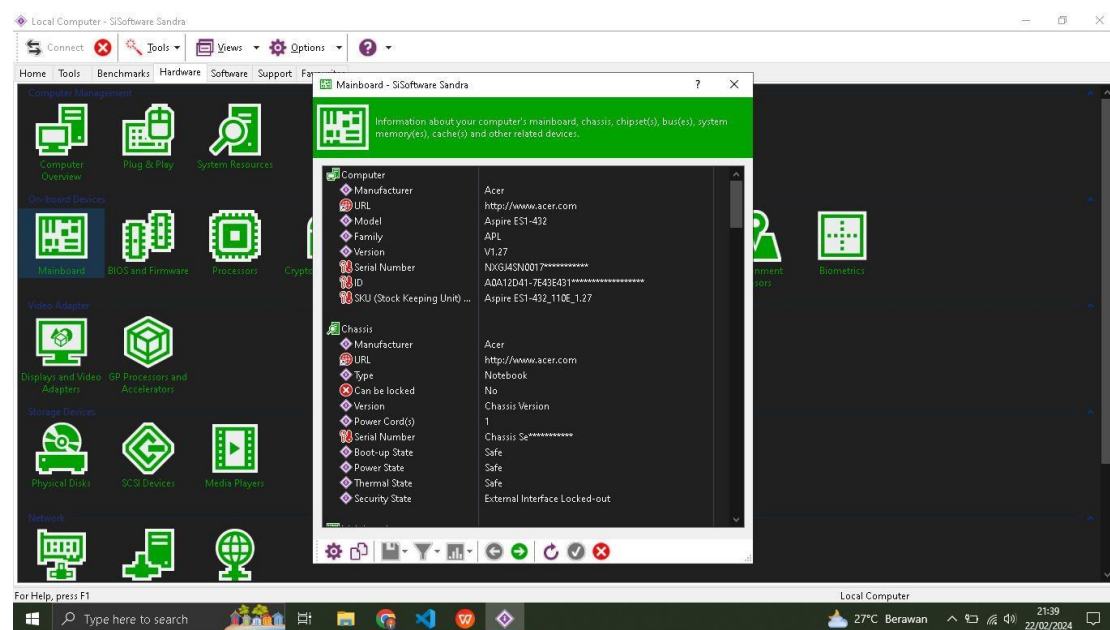 Local Computer - SiSoftware Sandra
Connect Tools Views Options
Home Tools Benchmarks Hardware Software Support
Computer Management
Computer Overview
Plug & Play
System Resources
On-board Devices
Mainboard
BIOS and Firmware
Processors
Biometrics
Video Adapter
Displays and Video Adapters
GP Processors and Accelerators
Storage Devices
Physical Disks
SCSI Devices
Media Players
Network
Mainboard - SiSoftware Sandra
Information about your computer's mainboard, chassis, chipset(s), bus(es), system
memory(es), cache(s) and other related devices.
Computer
Manufacturer Acer
URL http://www.acer.com
Model Aspire ES1-432
Family APL
Version V1.27
Serial Number NXGJ4SN0017***********
ID A0A12D41-7E43E431******************
SKU (Stock Keeping Unit) ... Aspire ES1-432_110E_1.27
Chassis
Manufacturer Acer
URL http://www.acer.com
Type Notebook
Can be locked No
Version Chassis Version
Power Cord(s) 1
Serial Number Chassis Se***********
Boot-up State Safe
Power State Safe
Thermal State Safe
Security State External Interface Locked-out
For Help, press F1
Local Computer
Type here to search
27°C Berawan
21:39
22/02/2024